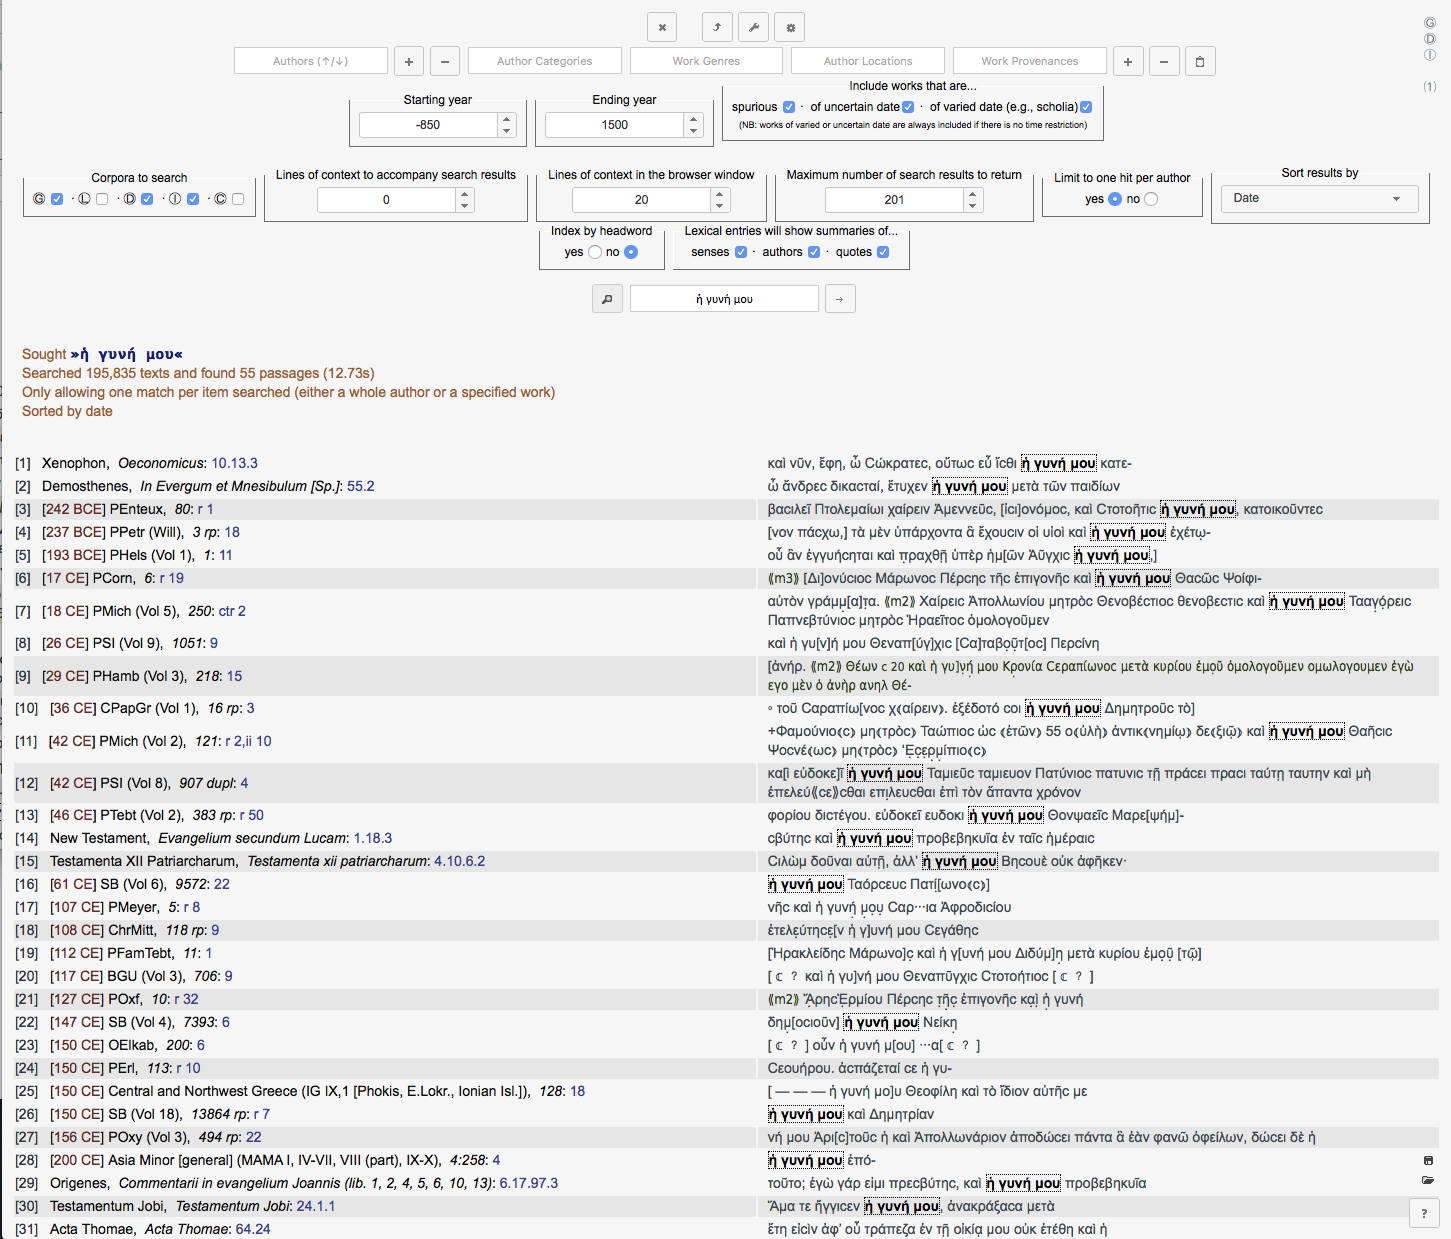 Authors (↑/↓) + − Author Categories Work Genres Author Locations Work Provenances + −
Ⓖ
Ⓓ
Ⓘ
(1)
Starting year
-850
Ending year
1500
Include works that are...
spurious · of uncertain date · of varied date (e.g., scholia)
(NB: works of varied or uncertain date are always included if there is no time restriction)
Corpora to search
Ⓖ · Ⓛ · Ⓓ · Ⓘ · Ⓒ
Lines of context to accompany search results
0
Lines of context in the browser window
20
Maximum number of search results to return
201
Limit to one hit per author
yes no
Sort results by
Date
Index by headword
yes no
Lexical entries will show summaries of...
senses · authors · quotes
ἡ γυνή μου →
Sought »ἡ γυνή μου«
Searched 195,835 texts and found 55 passages (12.73s)
Only allowing one match per item searched (either a whole author or a specified work)
Sorted by date
[1] Xenophon, Oeconomicus: 10.13.3 καὶ νῦν, ἔφη, ὦ Ϲώκρατεϲ, οὕτωϲ εὖ ἴϲθι ἡ γυνή μου κατε-
[2] Demosthenes, In Evergum et Mnesibulum [Sp.]: 55.2 ὦ ἄνδρεϲ δικαϲταί, ἔτυχεν ἡ γυνή μου μετὰ τῶν παιδίων
[3] [242 BCE] PEnteux, 80: r 1 βαϲιλεῖ Πτολεμαίωι χαίρειν Ἀμεννεῦϲ, [ἰϲι]ονόμοϲ, καὶ Ϲτοτοῆτιϲ ἡ γυνή μου, κατοικοῦντεϲ
[4] [237 BCE] PPetr (Will), 3 rp: 18 [νον πάϲχω,] τὰ μὲν ὑπάρχοντα ἃ ἔχουϲιν οἱ υἱοὶ καὶ ἡ γυνή μου ἐχέτω̣-
[5] [193 BCE] PHels (Vol 1), 1: 11 οὗ ἂν ἐγγυήϲηται καὶ π̣ραχθῇ ὑπὲρ ἡμ[ῶν Ἀῦγχιϲ ἡ γυνή μου,]
[6] [17 CE] PCorn, 6: r 19 ⟪m3⟫ [Δι]ονύϲιοϲ Μάρωνοϲ Πέρϲηϲ τῆϲ ἐπιγονῆϲ καὶ ἡ γυνή μου Θαϲῶϲ Ψοίφι-
[7] [18 CE] PMich (Vol 5), 250: ctr 2 αὐτὸν γράμμ̣[α]τ̣α. ⟪m2⟫ Χαίρειϲ Ἀπολλωνίου μητρὸϲ Θενοβέϲτιοϲ θενοβεϲτιϲ καὶ ἡ γυνή μου Τααγό̣ρειϲ
Παπνεβτύνιοϲ μητρὸϲ Ἡραεῖτοϲ ὁμολογοῦμεν
[8] [26 CE] PSI (Vol 9), 1051: 9 καὶ ἡ γυ[ν]ή μου Θεναπ[ύγ]χιϲ [Ϲα]ταβο̣ῦ̣τ[οϲ] Περϲίνη
[9] [29 CE] PHamb (Vol 3), 218: 15 [ἀνήρ. ⟪m2⟫ Θέων ϲ 20 καὶ ἡ γυ]νή̣ μου Κρ̣ονία Ϲεραπίωνοϲ μετὰ κυρίου ἐμο̣ῦ ὁμολογοῦμεν ομωλογουμεν ἐγὼ
εγο μὲν ὁ ἀνὴρ ανηλ Θέ-
[10] [36 CE] CPapGr (Vol 1), 16 rp: 3 ◦ τοῦ Ϲαραπίω[νοϲ χ(αίρειν). ἐξέδοτό ϲοι ἡ γυνή μου Δημητροῦϲ τὸ]
[11] [42 CE] PMich (Vol 2), 121: r 2,ii 10 +Φαμούνιο(ϲ) μη(τρὸϲ) Ταώπιοϲ ὡϲ (ἐτῶν) 55 ο(ὐλὴ) ἀντικ(νημίῳ) δε(ξιῷ) καὶ ἡ γυνή μου Θαῆϲιϲ
Ψοϲνέ(ωϲ) μη(τρὸϲ) Ἑϲε̣ρμ̣ίπιο(ϲ)
[12] [42 CE] PSI (Vol 8), 907 dupl: 4 κα[ὶ εὐδοκε]ῖ ἡ γυνή μου Ταμιεῦϲ ταμιευον Πατύνιοϲ πατυνιϲ τῇ πράϲει πραϲι ταύτῃ ταυτην καὶ μὴ
ἐπελεύ⟪ϲε⟫ϲθαι επιλευϲθαι ἐπὶ τὸν ἅπαντα χρόνον
[13] [46 CE] PTebt (Vol 2), 383 rp: r 50 φορίου διϲτέγου. εὐδοκεῖ ευδοκι ἡ γυνή μου Θονψαεῖϲ Μαρε[ψήμ]-
[14] New Testament, Evangelium secundum Lucam: 1.18.3 ϲβύτηϲ καὶ ἡ γυνή μου προβεβηκυῖα ἐν ταῖϲ ἡμέραιϲ
[15] Testamenta XII Patriarcharum, Testamenta xii patriarcharum: 4.10.6.2 Ϲιλὼμ δοῦναι αὐτῇ, ἀλλ' ἡ γυνή μου Βηϲουὲ οὐκ ἀφῆκεν·
[16] [61 CE] SB (Vol 6), 9572: 22 ἡ γυνή μου Ταόρϲευϲ Πατί[ωνο(ϲ)]
[17] [107 CE] PMeyer, 5: r 8 νῆϲ καὶ ἡ γυνή̣ μο̣υ̣ Ϲαρ···ια Ἀφροδιϲίου
[18] [108 CE] ChrMitt, 118 rp: 9 ἐτελε̣ύτηϲε̣[ν ἡ γ]υνή μου Ϲεγάθηϲ
[19] [112 CE] PFamTebt, 11: 1 [Ἡρακλείδηϲ Μάρωνο]ϲ̣ καὶ ἡ γ[υνή μου Διδύμ]η̣ μετὰ κυρίου ἐμο̣ῦ̣ [τῷ]
[20] [117 CE] BGU (Vol 3), 706: 9 [ ℂ ? καὶ ἡ γυ]νή μου Θεναπῦγχιϲ Ϲτοτοήτιοϲ [ ℂ ? ]
[21] [127 CE] POxf, 10: r 32 ⟪m2⟫ Ἄ̣ρηϲἙρμίου Πέρϲηϲ τ̣ῆϲ̣ ἐπιγονῆϲ κα̣ὶ̣ ἡ̣ γυνή
[22] [147 CE] SB (Vol 4), 7393: 6 δημ̣[οϲιοῦν] ἡ γυνή μου Νείκη̣
[23] [150 CE] OElkab, 200: 6 [ ℂ ? ] οὖν ἡ γυνή μ[ου] ···α[ ℂ ? ]
[24] [150 CE] PErl, 113: r 10 Ϲεουήρου. ἀϲπάζεταί ϲε ἡ γυ-
[25] [150 CE] Central and Northwest Greece (IG IX,1 [Phokis, E.Lokr., Ionian Isl.]), 128: 18 [ — — — ἡ γυνή μο]υ Θεοφίλη καὶ τὸ ἴδιον αὐτῆϲ με
[26] [150 CE] SB (Vol 18), 13864 rp: r 7 ἡ γυνή μου καὶ Δημητρίαν
[27] [156 CE] POxy (Vol 3), 494 rp: 22 νή μου Ἀρι[ϲ]τοῦϲ ἡ καὶ Ἀπολλωνάριον ἀποδώϲει πάντα ἃ ἐὰν φανῶ ὀφείλων, δώϲει δὲ ἡ
[28] [200 CE] Asia Minor [general] (MAMA I, IV-VII, VIII (part), IX-X), 4:258: 4 ἡ γυνή μου ἐπό-
[29] Origenes, Commentarii in evangelium Joannis (lib. 1, 2, 4, 5, 6, 10, 13): 6.17.97.3 τοῦτο; ἐγὼ γάρ εἰμι πρεϲβύτηϲ, καὶ ἡ γυνή μου προβεβηκυῖα
[30] Testamentum Jobi, Testamentum Jobi: 24.1.1 Ἅμα τε ἤγγιϲεν ἡ γυνή μου, ἀνακράξαϲα μετὰ
[31] Acta Thomae, Acta Thomae: 64.24 ἔτη εἰϲὶν ἀφ' οὗ τράπεζα ἐν τῇ οἰκίᾳ μου οὐκ ἐτέθη καὶ ἡ
?